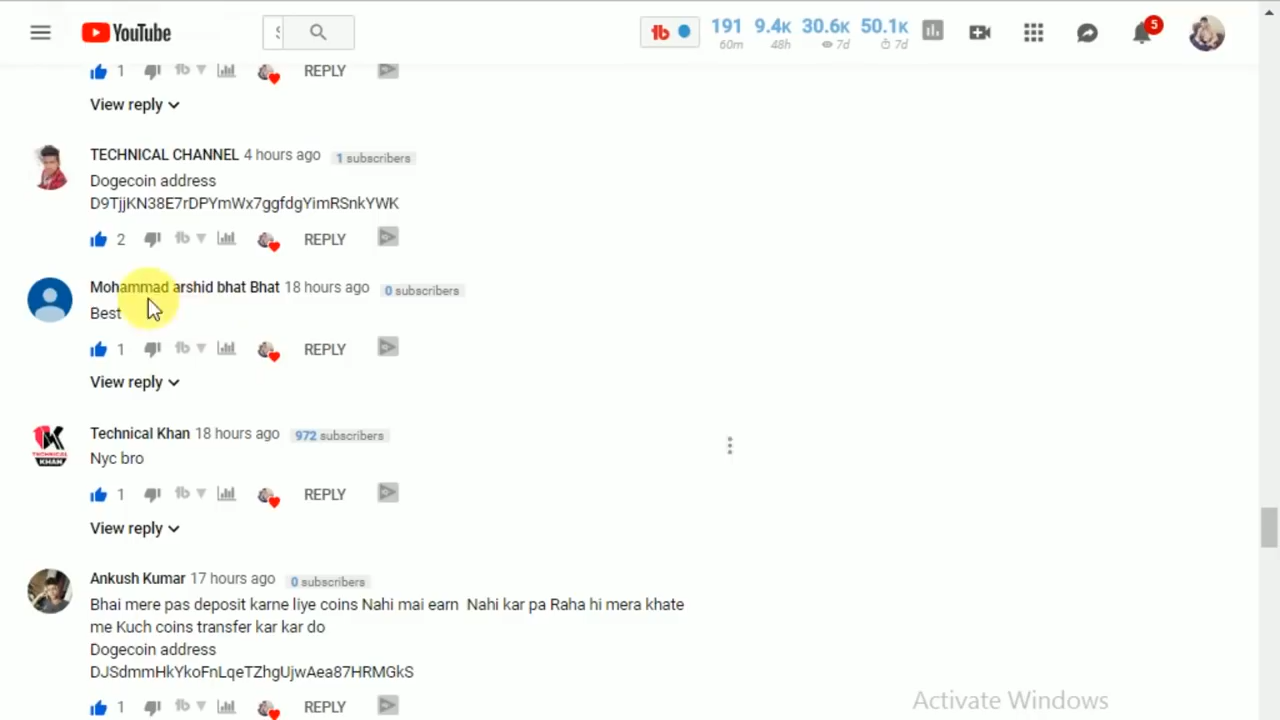 YouTube
191 9.4K 30.6K 50.1K 5
60m 48h 7d 7d
1 REPLY
View reply
TECHNICAL CHANNEL 4 hours ago 1 subscribers
Dogecoin address
D9TjjKN38E7rDPYmWx7ggfdgYimRSnkYWK
2 REPLY
Mohammad arshid bhat Bhat 18 hours ago 0 subscribers
Best
1 REPLY
View reply
Technical Khan 18 hours ago 972 subscribers
Nyc bro
1 REPLY
View reply
Ankush Kumar 17 hours ago 0 subscribers
Bhai mere pas deposit karne liye coins Nahi mai earn Nahi kar pa Raha hi mera khate
me Kuch coins transfer kar kar do
Dogecoin address
DJSdmmHkYkoFnLqeTZhgUjwAea87HRMGkS
1 REPLY
Activate Windows